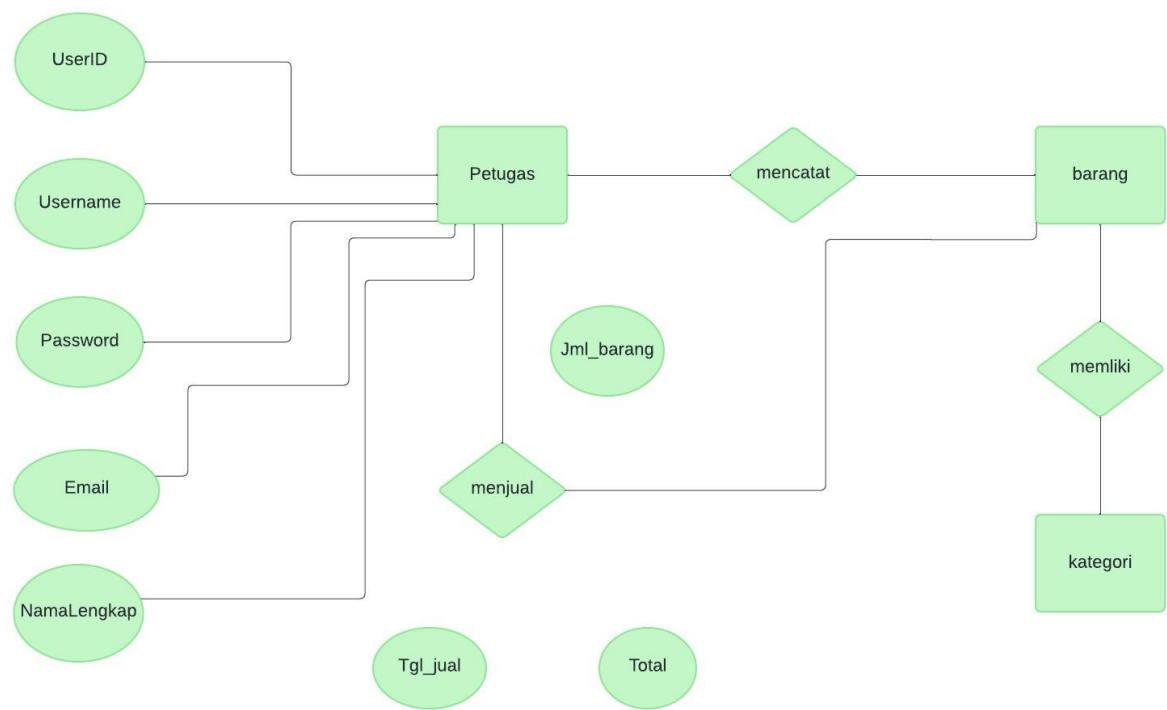 UserID
Username
Password
Email
NamaLengkap
Petugas
mencatat
barang
Jml_barang
memliki
menjual
kategori
Tgl_jual
Total